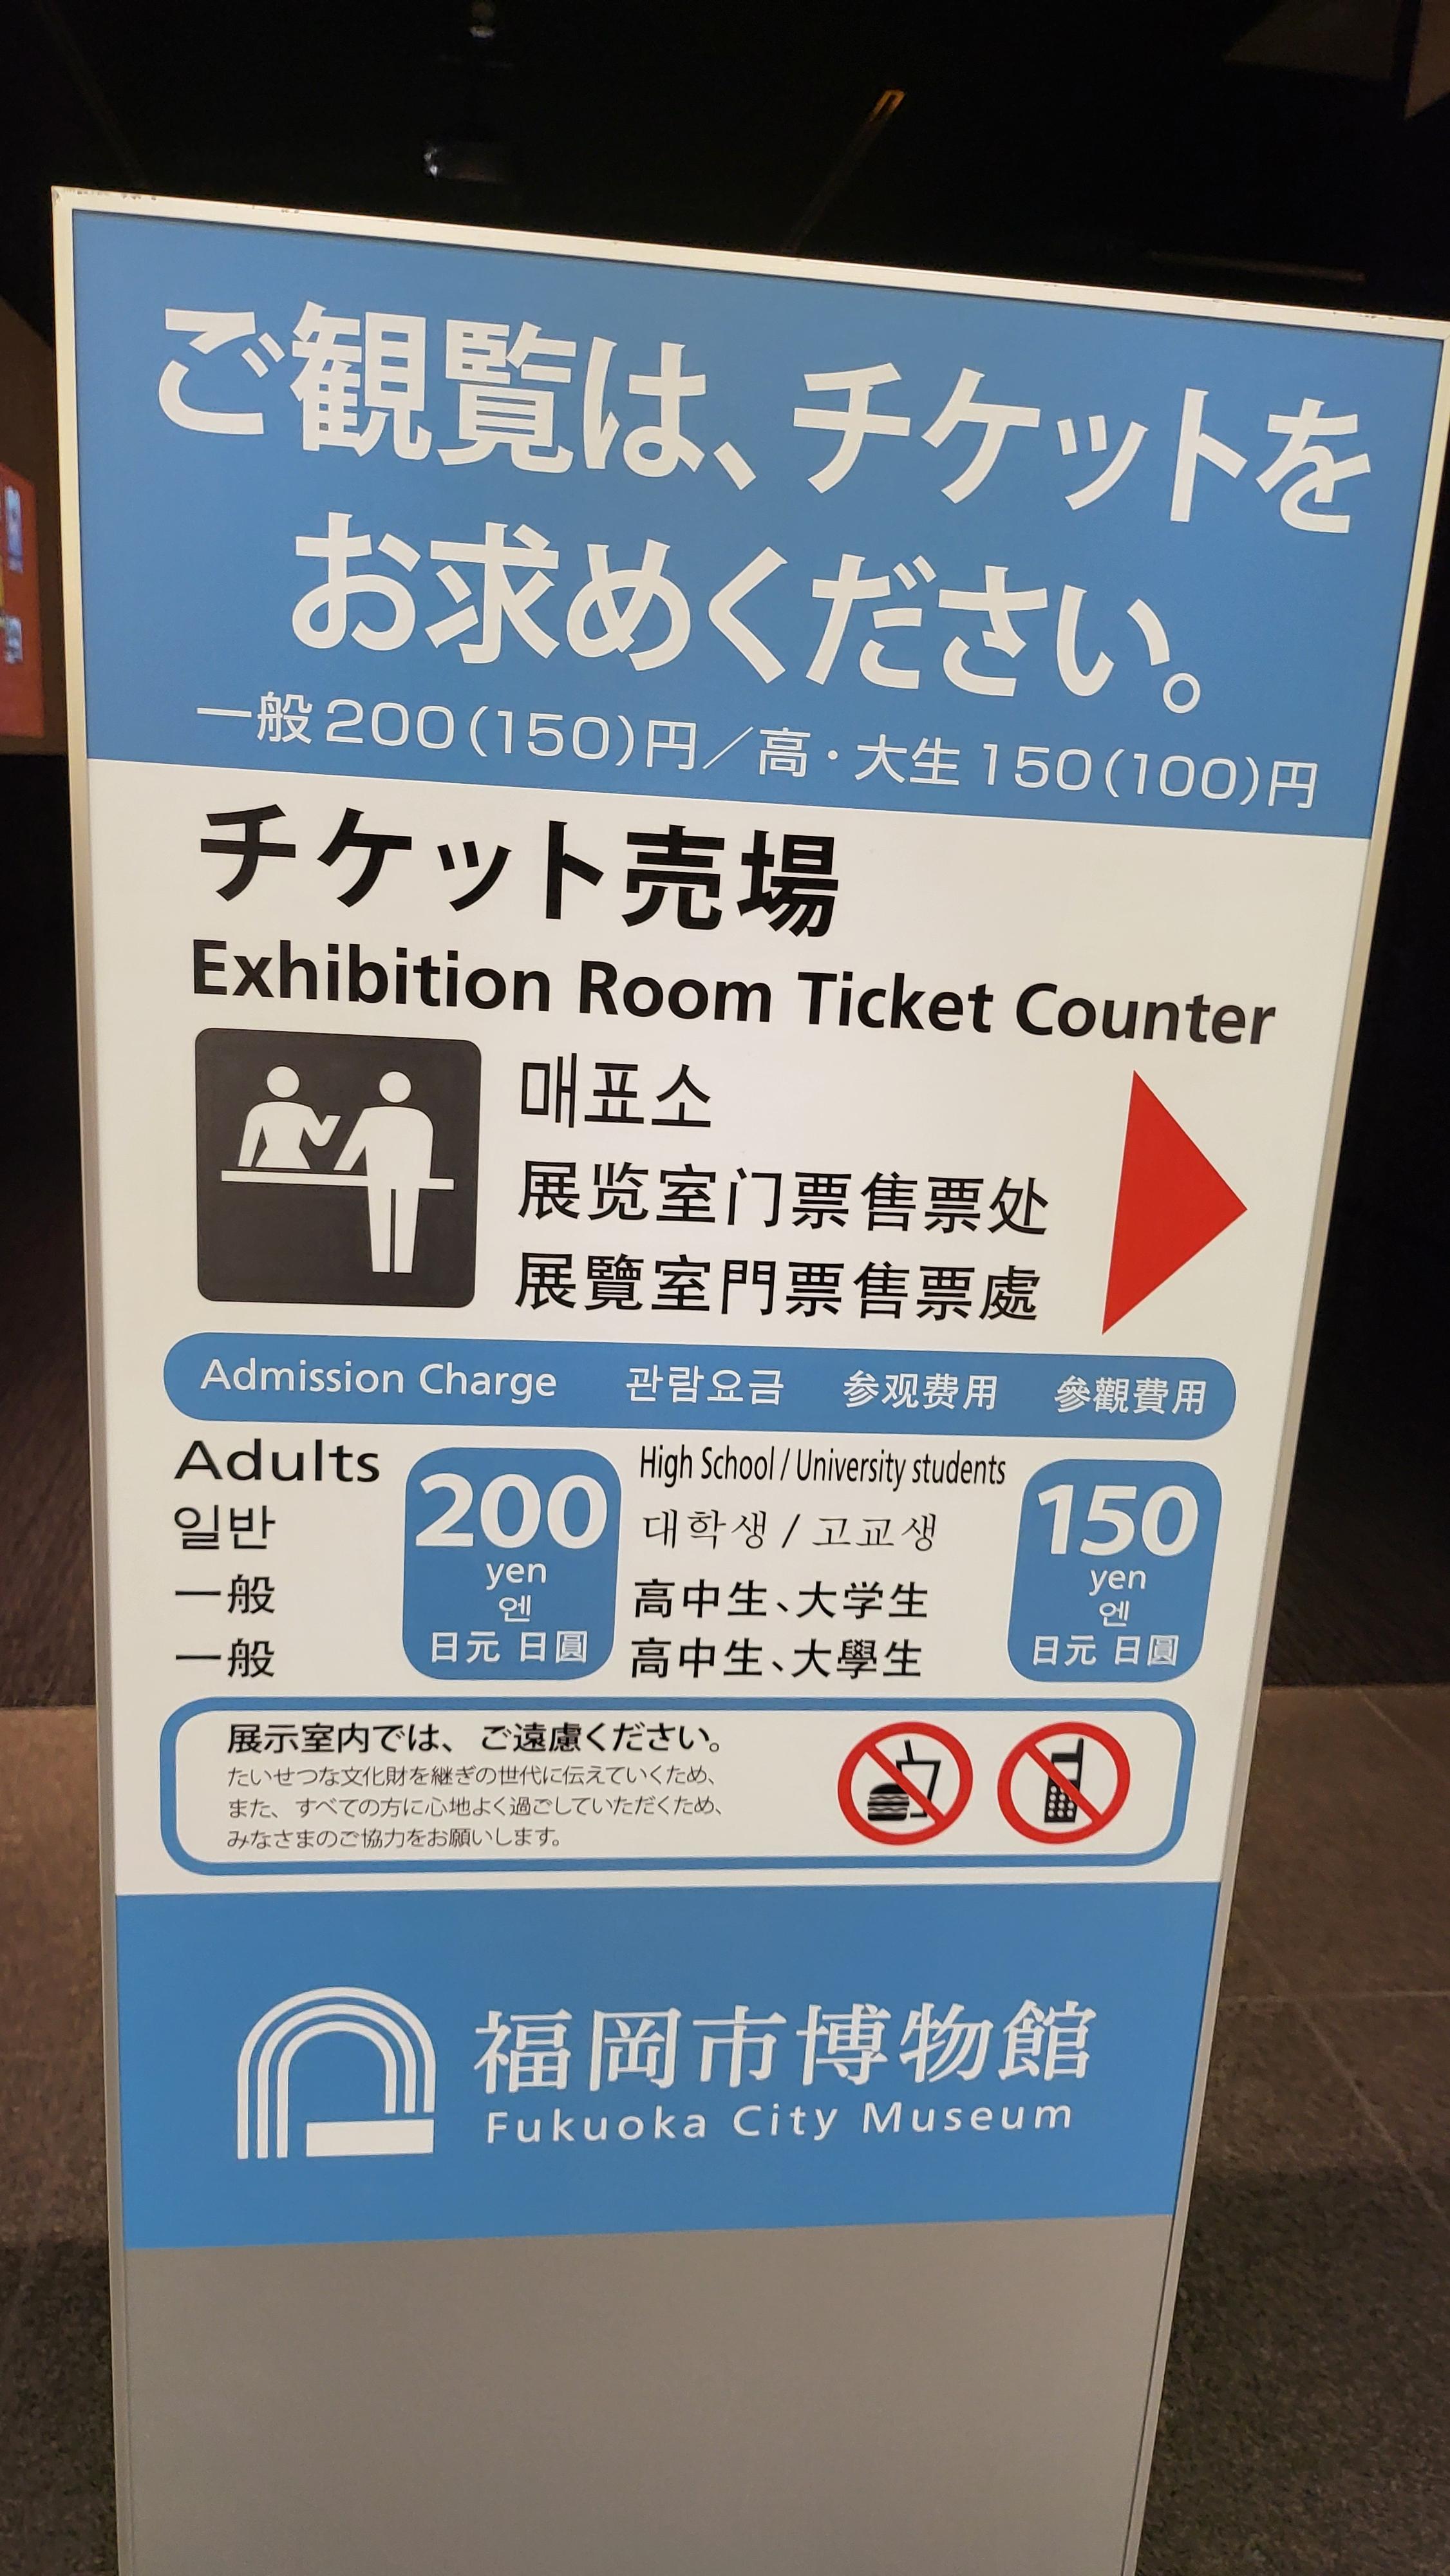 ご観覧は、チケットを
お求めください。
一般200(150)円／高・大生150(100)円
チケット売場
Exhibition Room Ticket Counter
매표소
展览室门票售票处
展覽室門票售票處
Admission Charge 관람요금 参观费用 參觀費用
Adults
일반
一般
一般
200
yen
엔
日元 日圓
High School / University students
대학생 / 고교생
高中生、大学生
高中生、大學生
150
yen
엔
日元 日圓
展示室内では、ご遠慮ください。
たいせつな文化財を継ぎの世代に伝えていくため、
また、すべての方に心地よく過ごしていただくため、
みなさまのご協力をお願いします。
福岡市博物館
Fukuoka City Museum